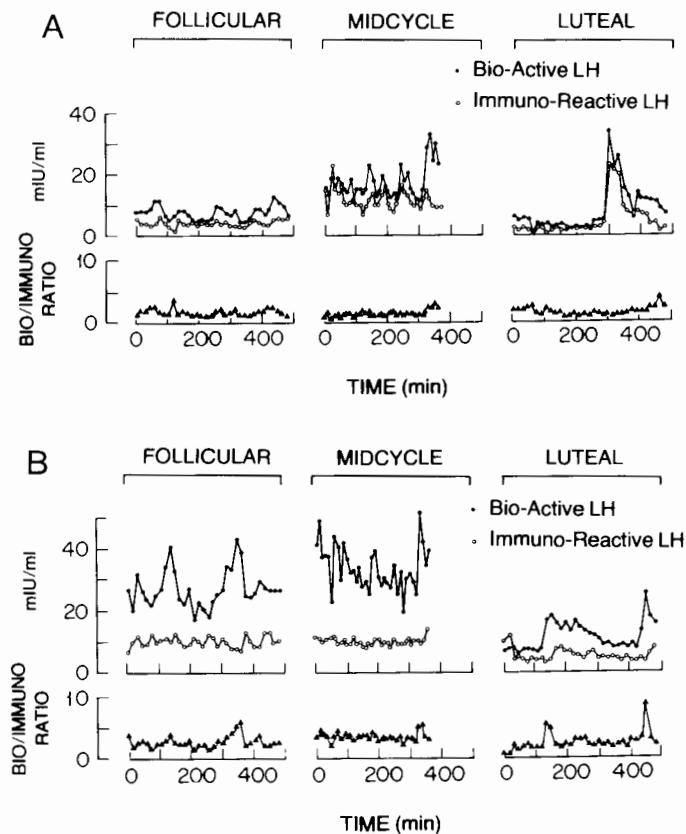 A
FOLLICULAR MIDCYCLE LUTEAL
Bio-Active LH
Immuno-Reactive LH
40
20
0
mIU/ml
10
0
BIO/IMMUNO
RATIO
0 200 400 0 200 400 0 200 400
TIME (min)
B
FOLLICULAR MIDCYCLE LUTEAL
Bio-Active LH
Immuno-Reactive LH
40
20
0
mIU/ml
10
0
BIO/IMMUNO
RATIO
0 200 400 0 200 400 0 200 400
TIME (min)